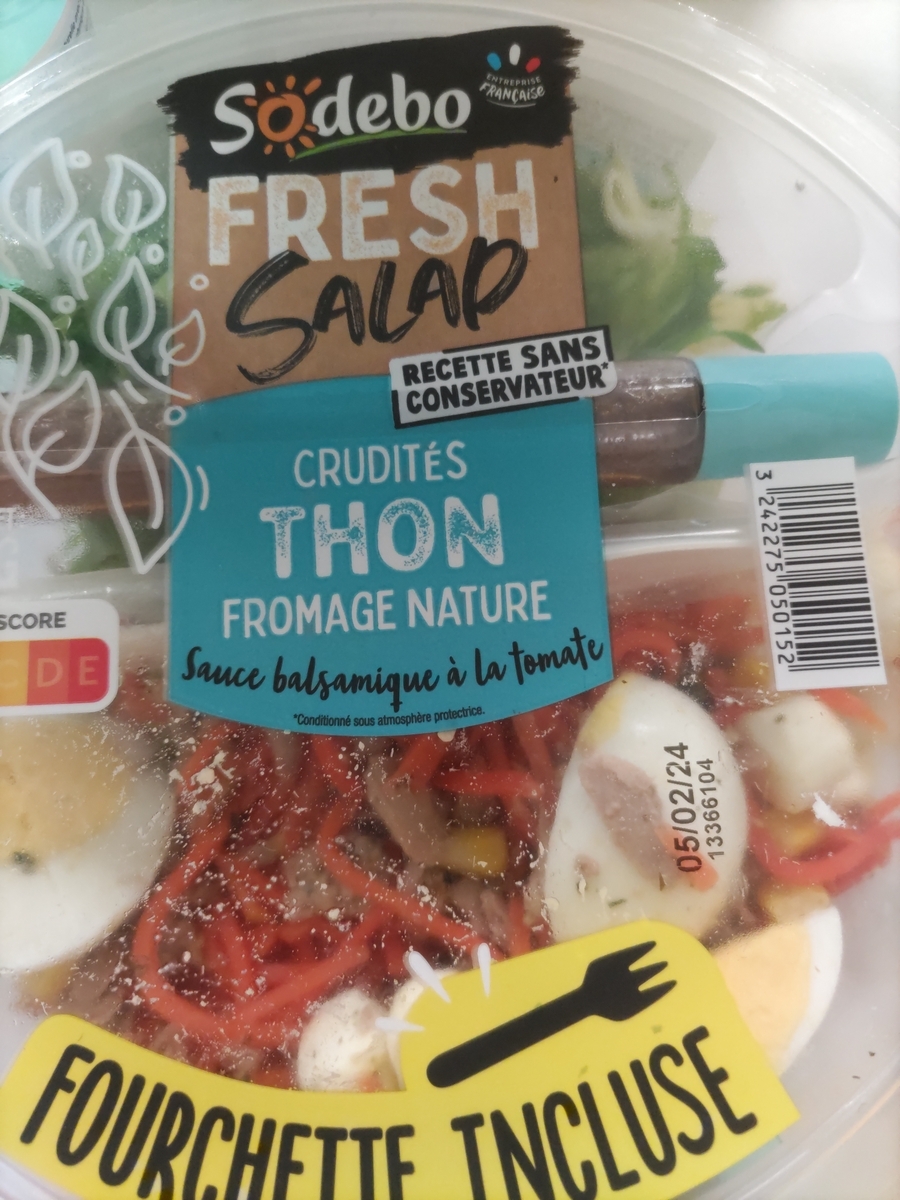 Sodebo
ENTREPRISE
FRANÇAISE
FRESH
SALAD
RECETTE SANS
CONSERVATEUR*
CRUDITÉS
THON
FROMAGE NATURE
Sauce balsamique à la tomate
*Conditionné sous atmosphère protectrice.
SCORE
C D E
3 242275 050152
05/02/24
13366104
FOURCHETTE INCLUSE